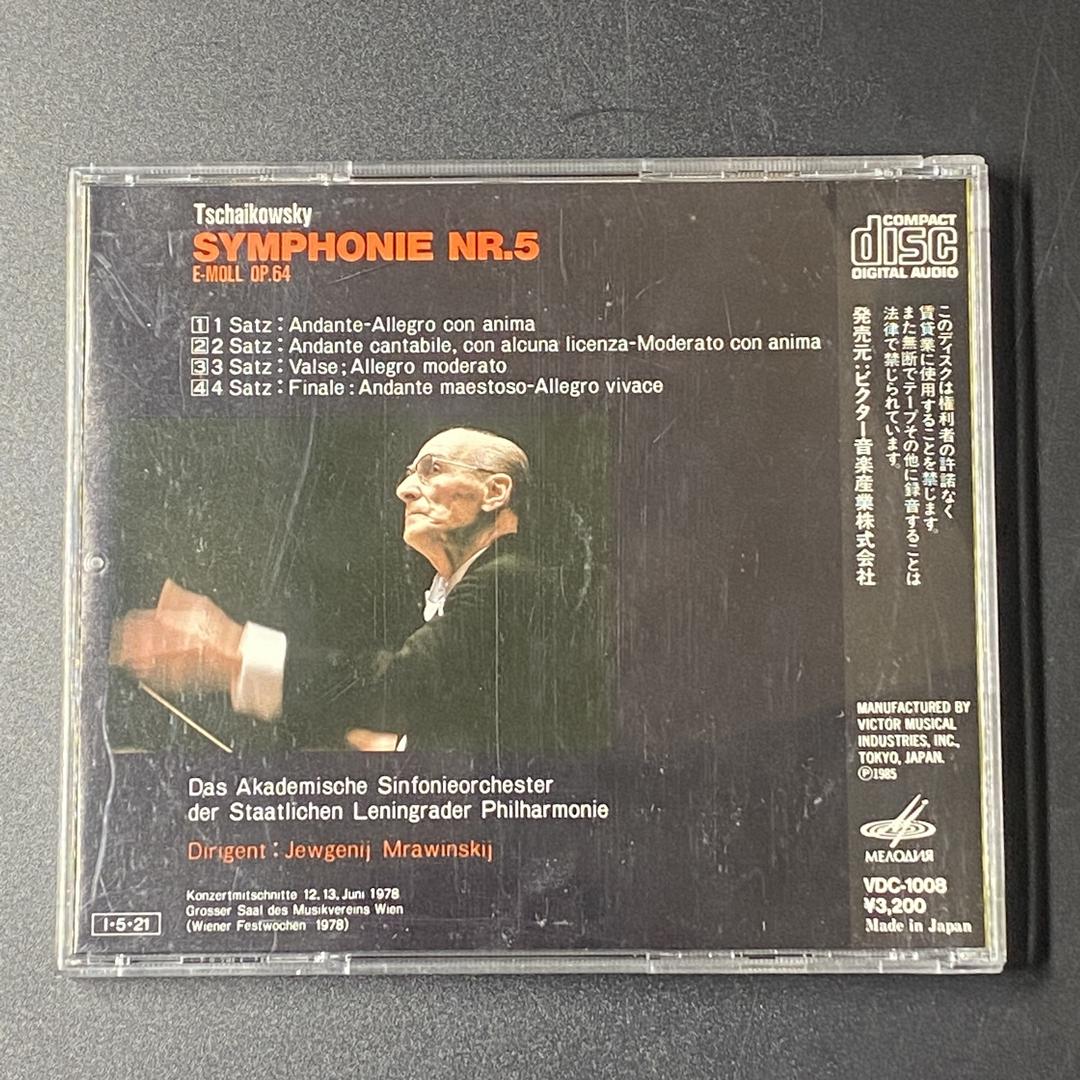 Tschaikowsky
SYMPHONIE NR.5
E-MOLL OP.64
1 1 Satz : Andante-Allegro con anima
2 2 Satz : Andante cantabile, con alcuna licenza-Moderato con anima
3 3 Satz : Valse ; Allegro moderato
4 4 Satz : Finale : Andante maestoso-Allegro vivace
Das Akademische Sinfonieorchester
der Staatlichen Leningrader Philharmonie
Dirigent : Jewgenij Mrawinskij
Konzertmitschnitte 12. 13. Juni 1978
Grosser Saal des Musikvereins Wien
(Wiener Festwochen 1978)
I・5・21
COMPACT
disc
DIGITAL AUDIO
このディスクは権利者の許諾なく
賃貸業に使用することを禁じます。
また無断でテープその他に録音することは
法律で禁じられています。
発売元：ビクター音楽産業株式会社
MANUFACTURED BY
VICTOR MUSICAL
INDUSTRIES, INC.,
TOKYO, JAPAN.
Ⓟ1985
МЕЛОДИЯ
VDC-1008
¥3,200
Made in Japan